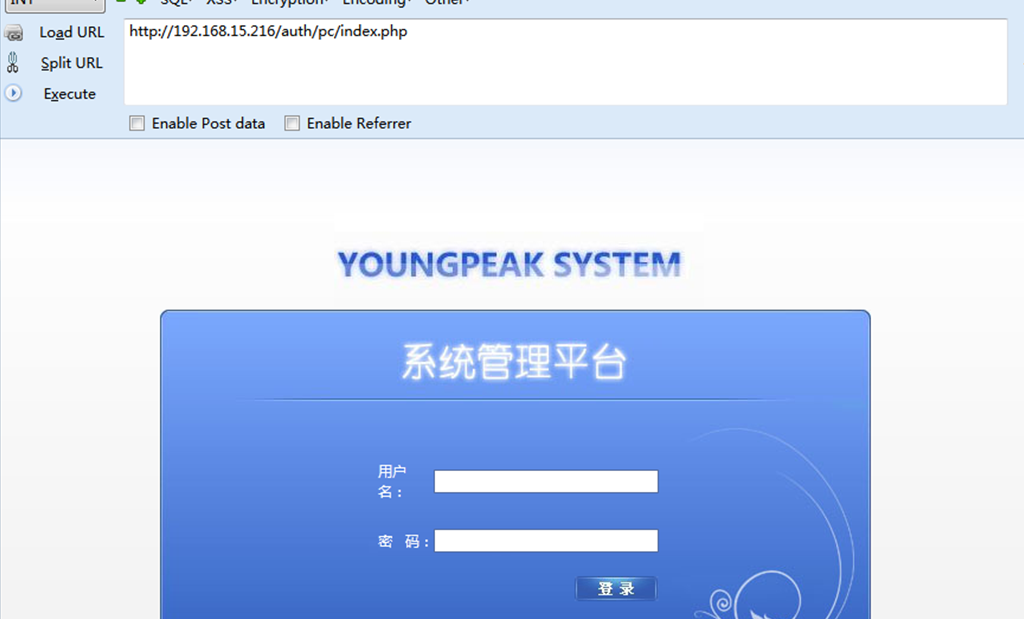 INT SQL XSS Encryption Encoding Other
Load URL http://192.168.15.216/auth/pc/index.php
Split URL
Execute
Enable Post data Enable Referrer
YOUNGPEAK SYSTEM
系统管理平台
用户
名：
密 码：
登 录